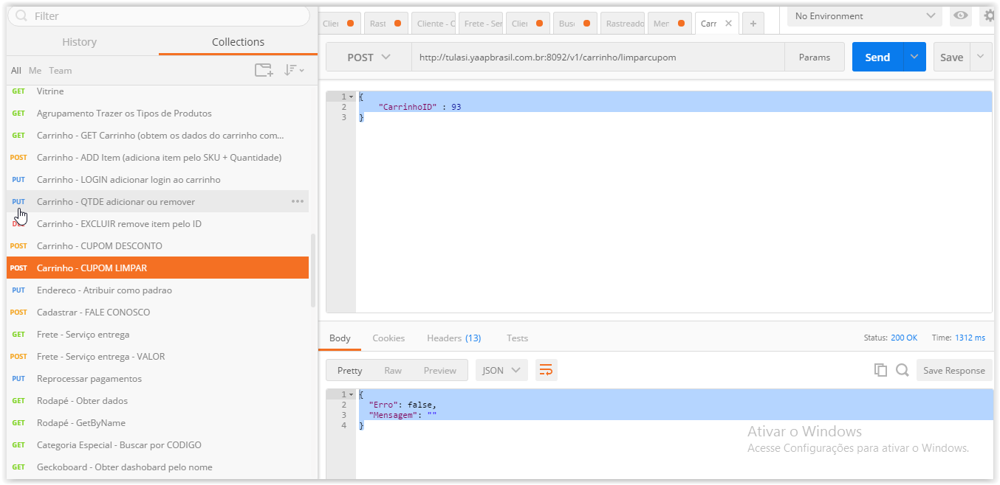 Filter
History Collections
All Me Team
GET Vitrine
GET Agrupamento Trazer os Tipos de Produtos
GET Carrinho - GET Carrinho (obtem os dados do carrinho com...
POST Carrinho - ADD Item (adiciona item pelo SKU + Quantidade)
PUT Carrinho - LOGIN adicionar login ao carrinho
PUT Carrinho - QTDE adicionar ou remover
DEL Carrinho - EXCLUIR remove item pelo ID
POST Carrinho - CUPOM DESCONTO
POST Carrinho - CUPOM LIMPAR
PUT Endereco - Atribuir como padrao
POST Cadastrar - FALE CONOSCO
GET Frete - Serviço entrega
POST Frete - Serviço entrega - VALOR
PUT Reprocessar pagamentos
GET Rodapé - Obter dados
GET Rodapé - GetByName
GET Categoria Especial - Buscar por CODIGO
GET Geckoboard - Obter dashobard pelo nome
Clien Rast Cliente - C Frete - Ser Clien Busc Rastreado Men Carr
No Environment
POST http://tulasi.yaapbrasil.com.br:8092/v1/carrinho/limparcupom Params Send Save
1 {
2 "CarrinhoID" : 93
3 }
Body Cookies Headers (13) Tests Status: 200 OK Time: 1312 ms
Pretty Raw Preview JSON Save Response
1 {
2 "Erro": false,
3 "Mensagem": ""
4 }
Ativar o Windows
Acesse Configurações para ativar o Windows.